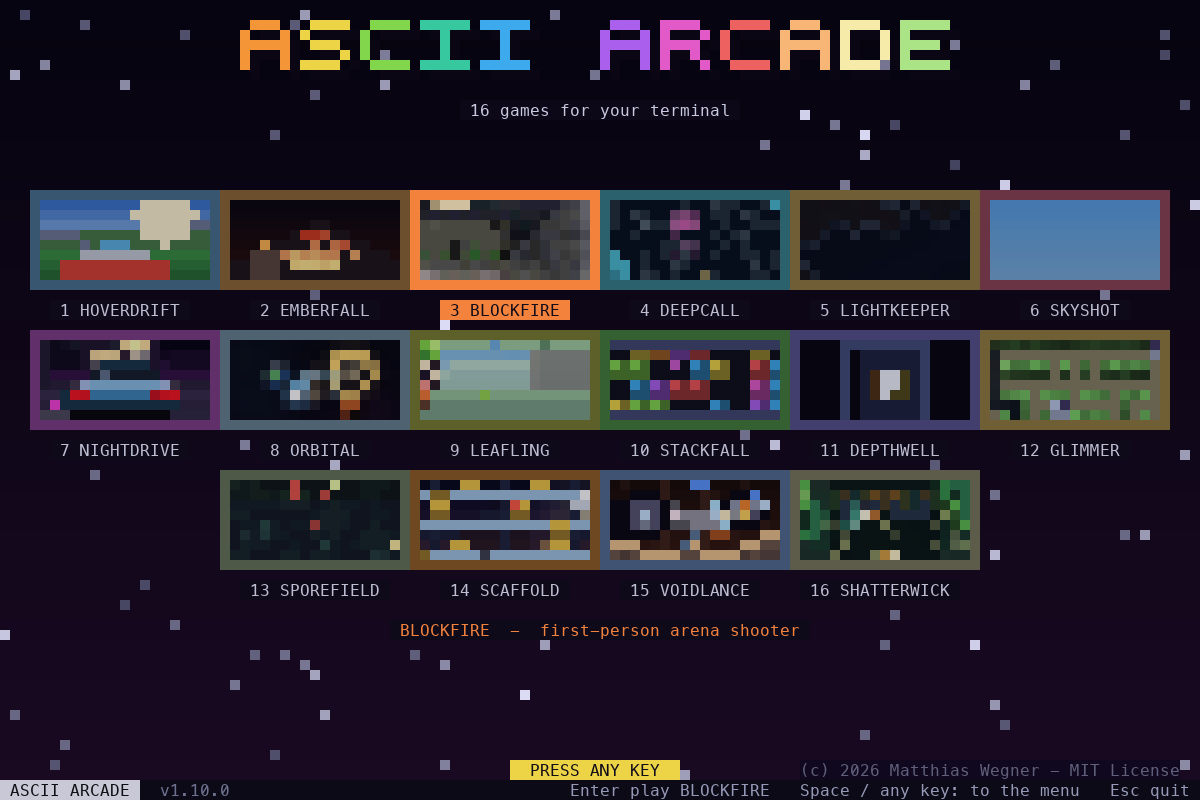 ASCII ARCADE
16 games for your terminal
1 HOVERDRIFT 2 EMBERFALL 3 BLOCKFIRE 4 DEEPCALL 5 LIGHTKEEPER 6 SKYSHOT
7 NIGHTDRIVE 8 ORBITAL 9 LEAFLING 10 STACKFALL 11 DEPTHWELL 12 GLIMMER
13 SPOREFIELD 14 SCAFFOLD 15 VOIDLANCE 16 SHATTERWICK
BLOCKFIRE – first–person arena shooter
PRESS ANY KEY (c) 2026 Matthias Wegner – MIT License
ASCII ARCADE v1.10.0 Enter play BLOCKFIRE Space / any key: to the menu Esc quit